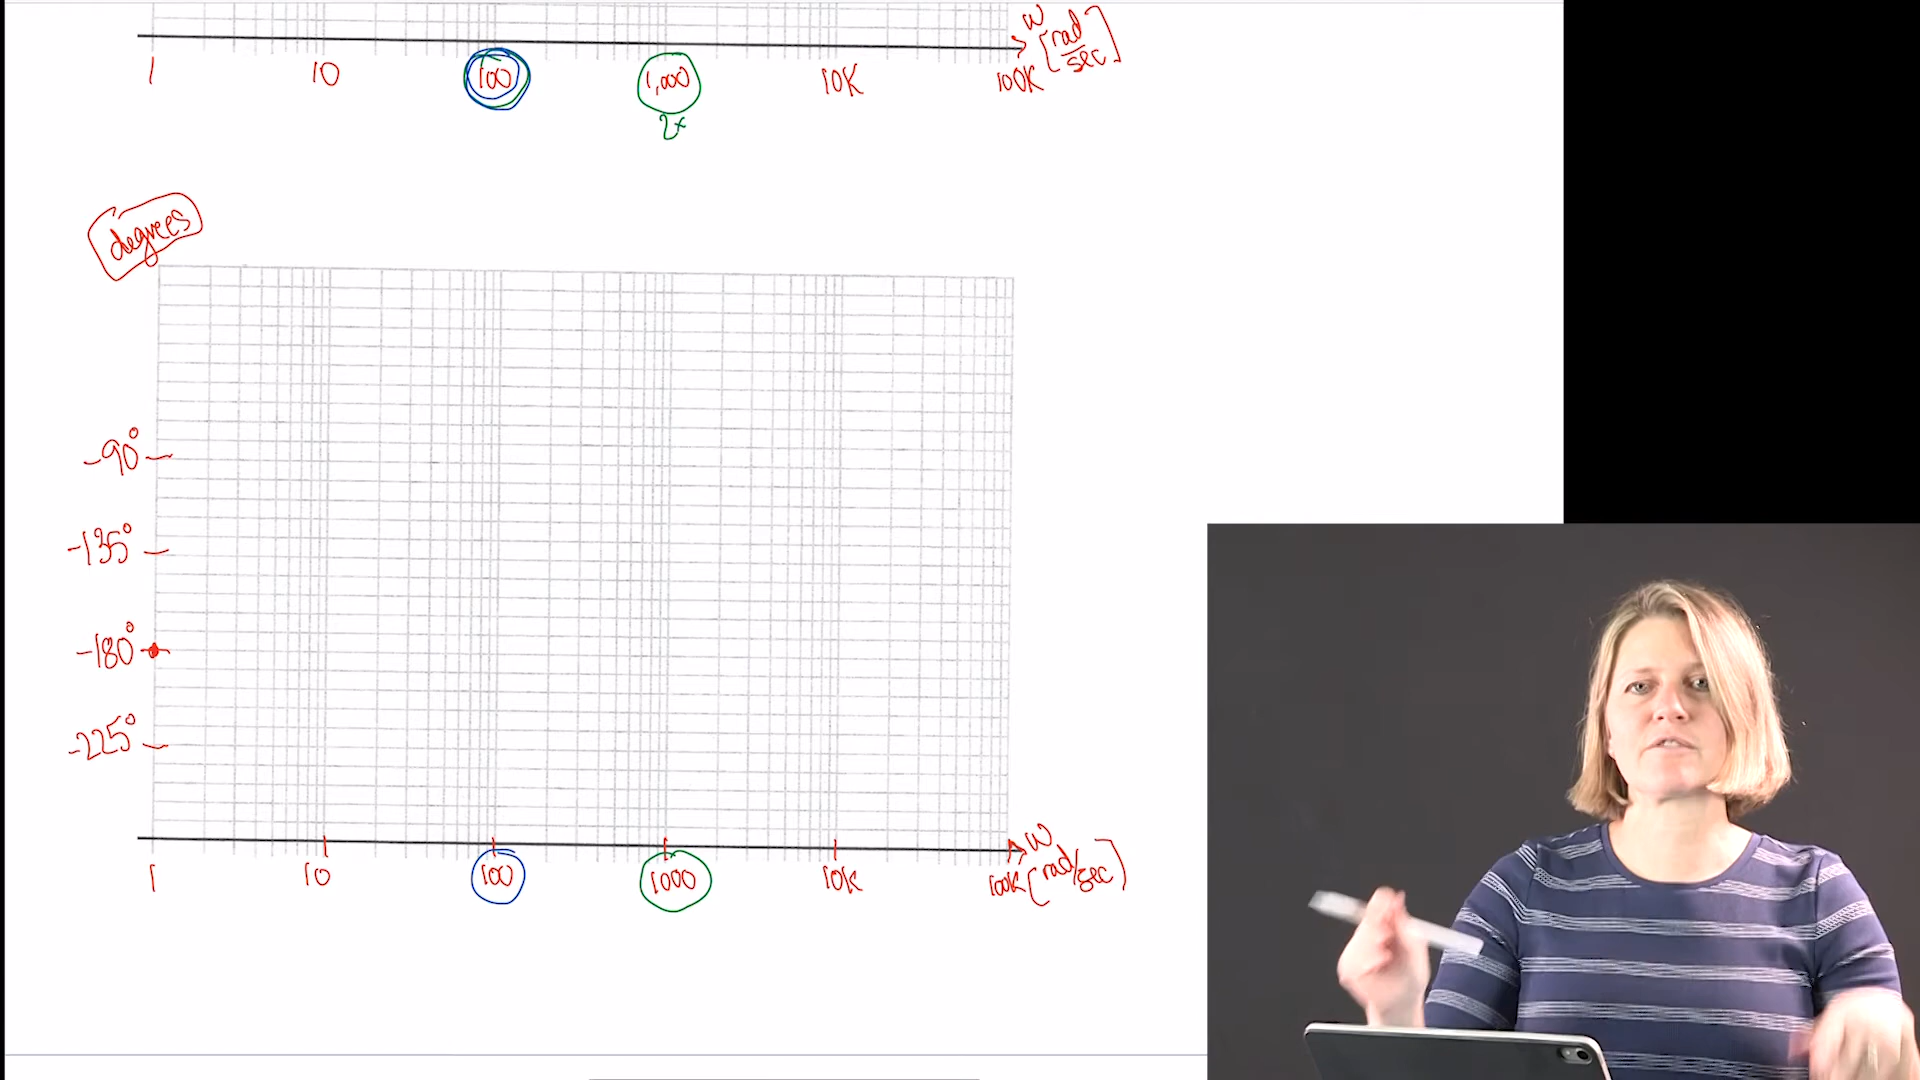 ω
[rad/sec]
1 10 100 1,000 10K 100K
2x
degrees
-90°
-135°
-180°
-225°
ω
1 10 100 1000 10K 100K [rad/sec]